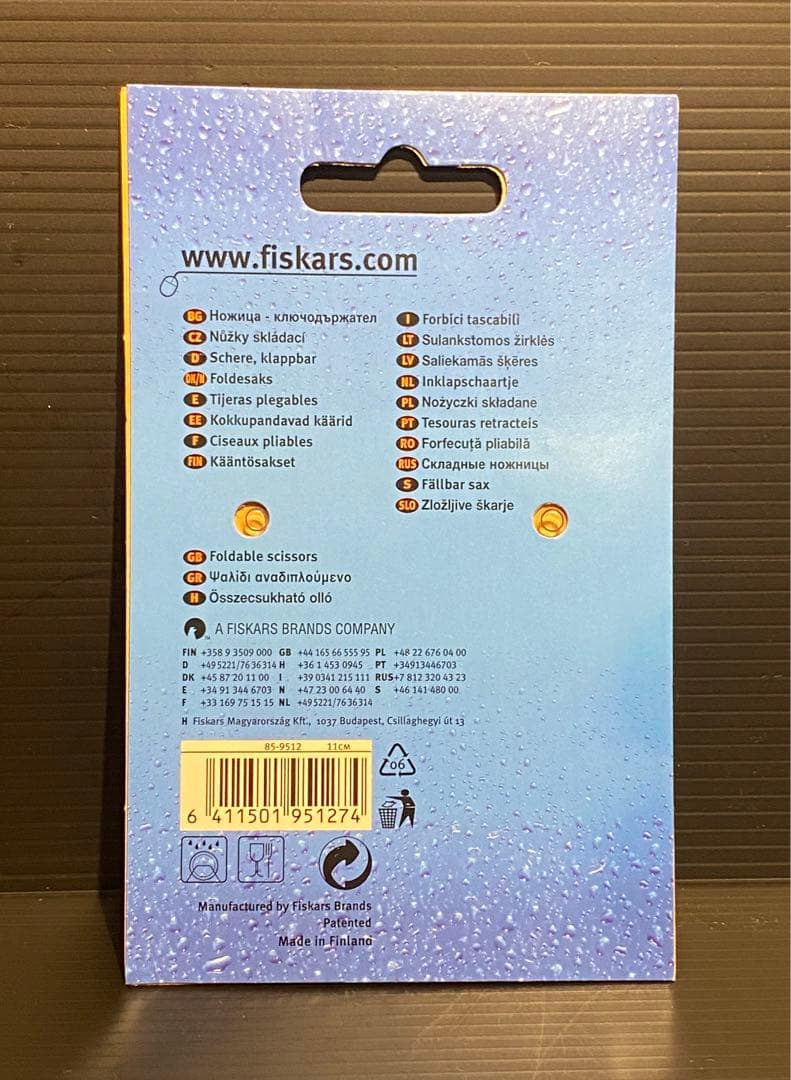 www.fiskars.com
BG Ножица - ключодържател
CZ Nůžky skládací
D Schere, klappbar
DK/N Foldesaks
E Tijeras plegables
EE Kokkupandavad käärid
F Ciseaux pliables
FIN Kääntösakset
I Forbici tascabili
LT Sulankstomos žirklės
LV Saliekamās šķēres
NL Inklapschaartje
PL Nożyczki składane
PT Tesouras retracteis
RO Forfecuţă pliabilă
RUS Складные ножницы
S Fällbar sax
SLO Zložljive škarje
GB Foldable scissors
GR Ψαλίδι αναδιπλούμενο
H Összecsukható olló
A FISKARS BRANDS COMPANY
FIN +358 9 3509 000 GB +44 165 66 555 95 PL +48 22 676 04 00
D +495221/7636314 H +36 1 453 0945 PT +34913446703
DK +45 87 20 11 00 I +39 0341 215 111 RUS +7 812 320 43 23
E +34 91 344 6703 N +47 23 00 64 40 S +46 141 480 00
F +33 169 75 15 15 NL +495221/7636314
H Fiskars Magyarország Kft., 1037 Budapest, Csillaghegyi út 13
85-9512 11CM
6 411501 951274
06
Manufactured by Fiskars Brands
Patented
Made in Finland